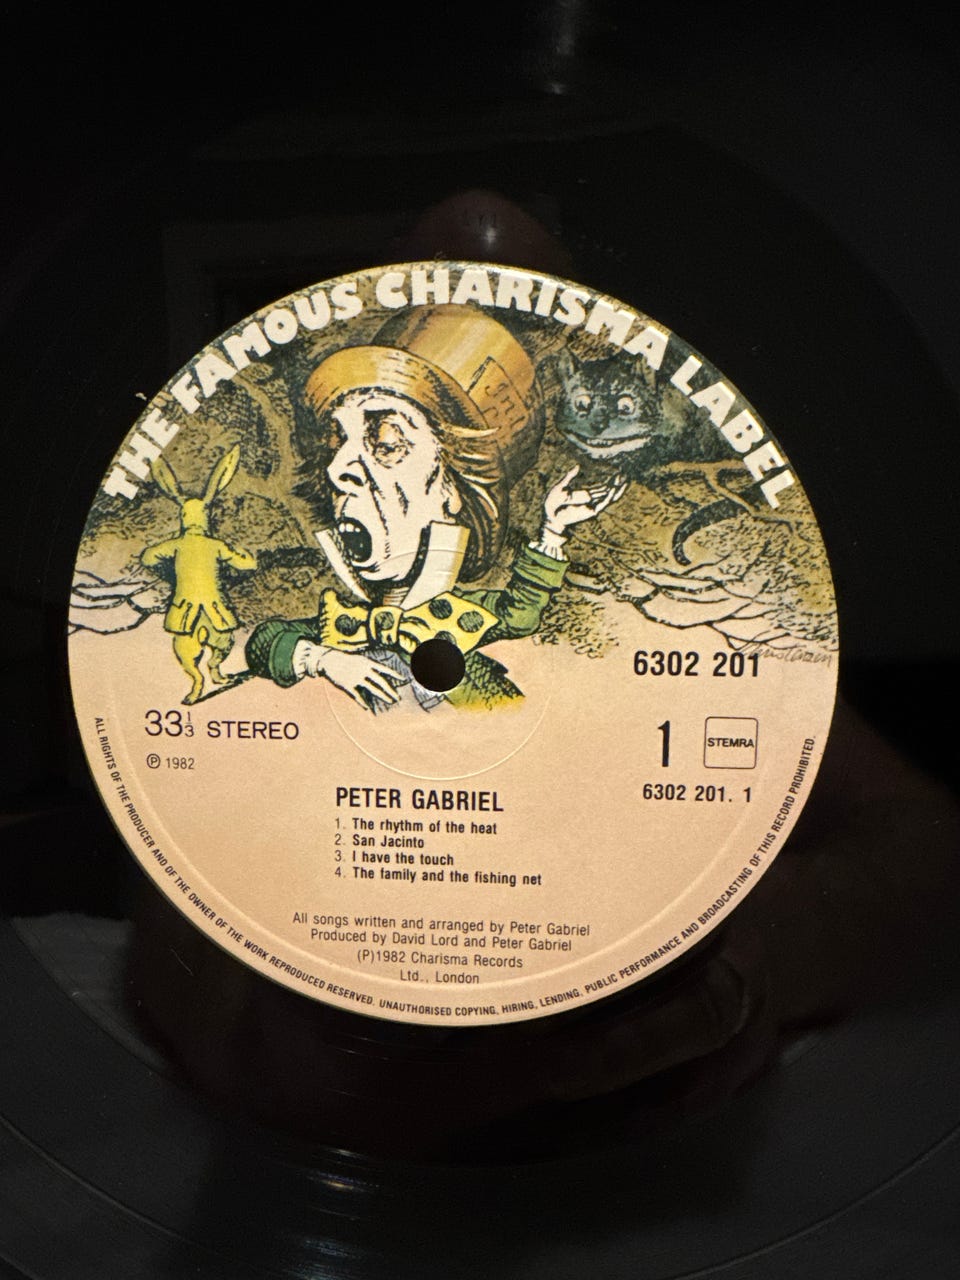 THE FAMOUS CHARISMA LABEL
6302 201
33⅓ STEREO
1
STEMRA
Ⓟ 1982
6302 201. 1
PETER GABRIEL
1. The rhythm of the heat
2. San Jacinto
3. I have the touch
4. The family and the fishing net
All songs written and arranged by Peter Gabriel
Produced by David Lord and Peter Gabriel
(P)1982 Charisma Records
Ltd., London
ALL RIGHTS OF THE PRODUCER AND OF THE OWNER OF THE WORK REPRODUCED RESERVED. UNAUTHORISED COPYING, HIRING, LENDING, PUBLIC PERFORMANCE AND BROADCASTING OF THIS RECORD PROHIBITED.